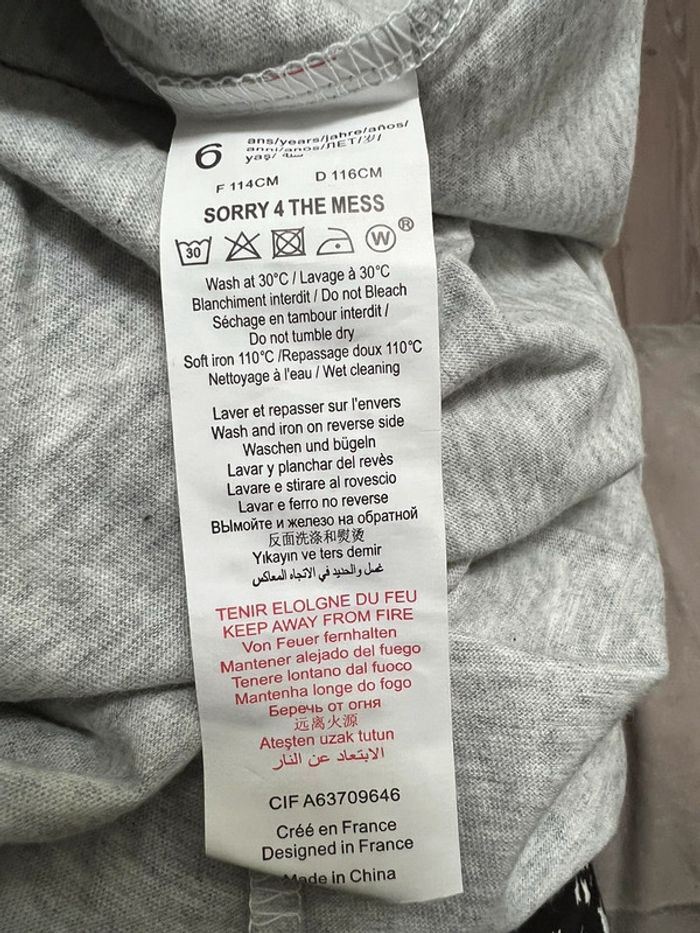 6
ans/years/jahre/años/
anni/anos/ЛЕТ/岁/
yaş/ سنة
F 114CM D 116CM
SORRY 4 THE MESS
30 W ®
Wash at 30°C / Lavage à 30°C
Blanchiment interdit / Do not Bleach
Séchage en tambour interdit /
Do not tumble dry
Soft iron 110°C /Repassage doux 110°C
Nettoyage à l'eau / Wet cleaning
Laver et repasser sur l'envers
Wash and iron on reverse side
Waschen und bügeln
Lavar y planchar del revès
Lavare e stirare al rovescio
Lavar e ferro no reverse
ВЫмойте и железо на обратной
反面洗涤和熨烫
Yıkayın ve ters demir
غسل والحديد في الاتجاه المعاكس
TENIR ELOLGNE DU FEU
KEEP AWAY FROM FIRE
Von Feuer fernhalten
Mantener alejado del fuego
Tenere lontano dal fuoco
Mantenha longe do fogo
Беречь от огня
远离火源
Ateşten uzak tutun
الابتعاد عن النار
CIF A63709646
Créé en France
Designed in France
Made in China